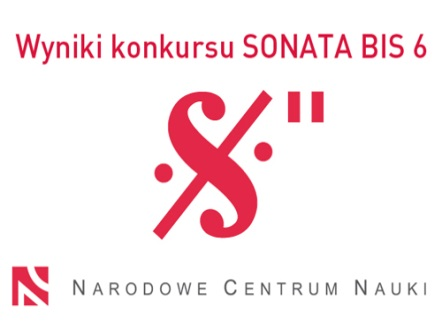 Wyniki konkursu SONATA BIS 6
NARODOWE CENTRUM NAUKI